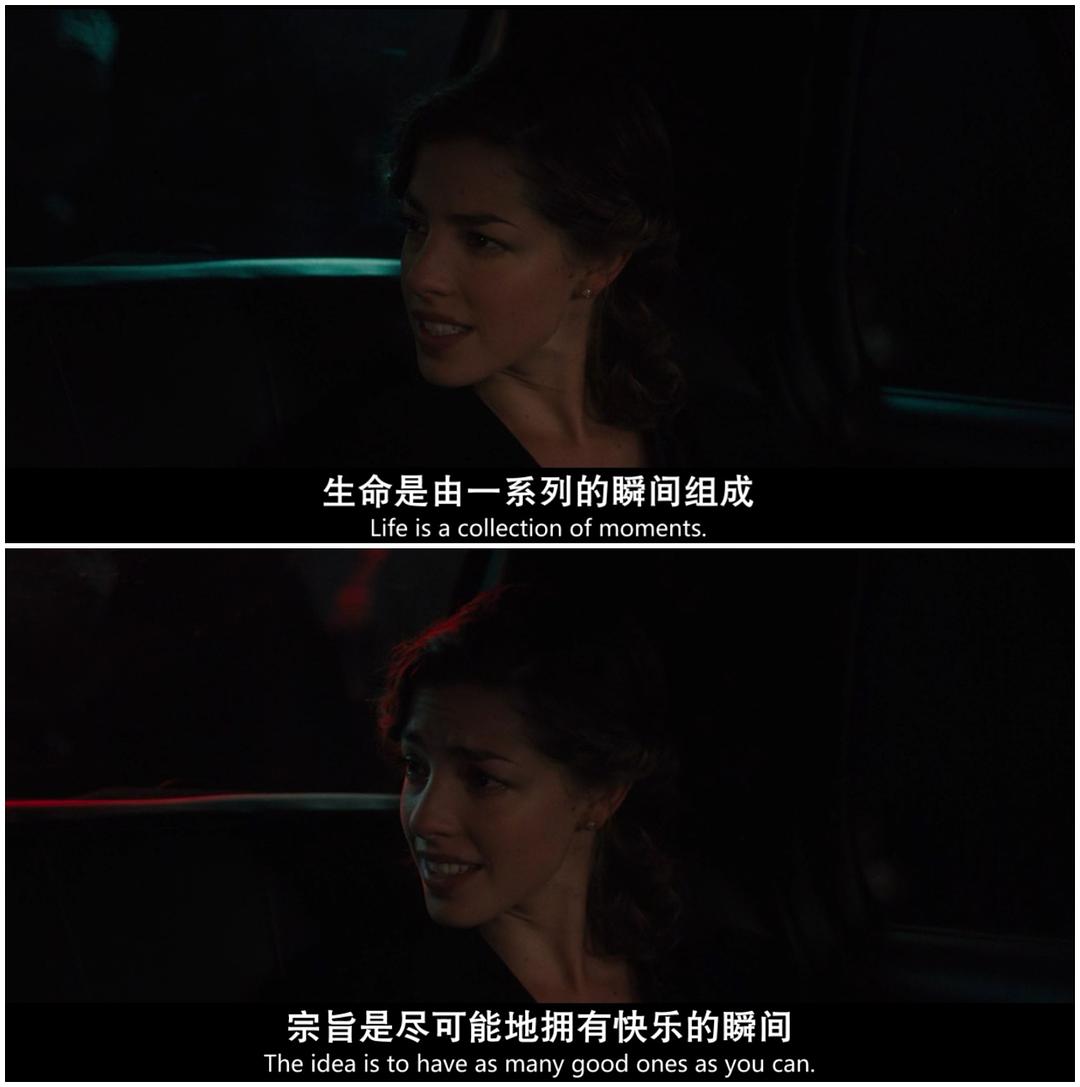 生命是由一系列的瞬间组成
Life is a collection of moments.
宗旨是尽可能地拥有快乐的瞬间
The idea is to have as many good ones as you can.